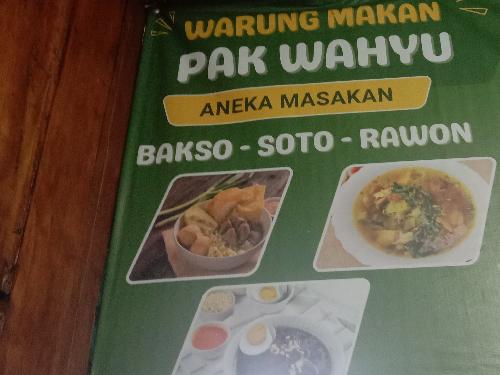 WARUNG MAKAN
PAK WAHYU
ANEKA MASAKAN
BAKSO - SOTO - RAWON